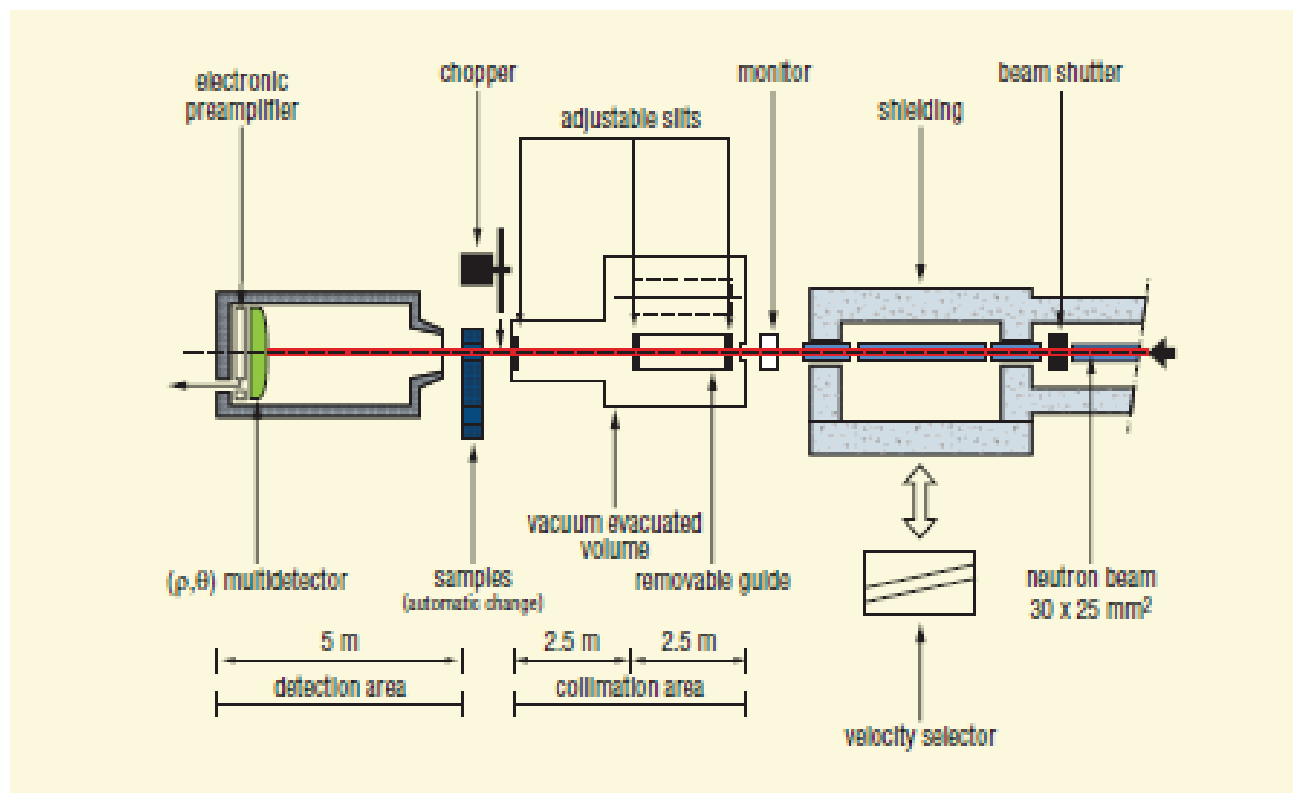 electronic
preamplifier
chopper
adjustable slits
monitor
shielding
beam shutter
vacuum evacuated
volume
(ρ,θ) multidetector
samples
(automatic change)
removable guide
neutron beam
30 x 25 mm²
5 m
2.5 m
2.5 m
detection area
collimation area
velocity selector